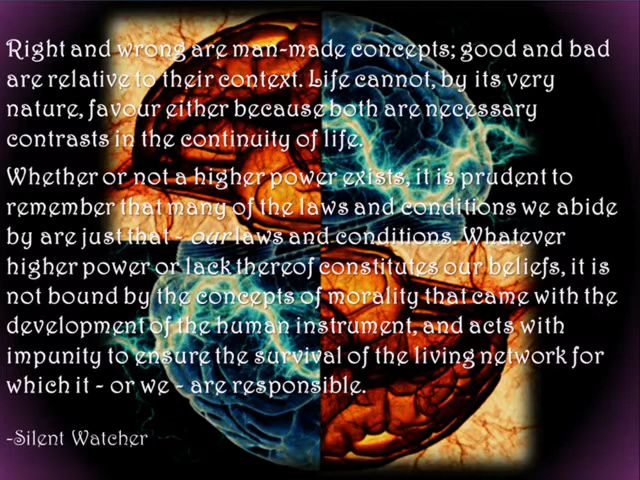 Right and wrong are man-made concepts; good and bad
are relative to their context. Life cannot, by its very
nature, favour either because both are necessary
contrasts in the continuity of life.
Whether or not a higher power exists, it is prudent to
remember that many of the laws and conditions we abide
by are just that - our laws and conditions. Whatever
higher power or lack thereof constitutes our beliefs, it is
not bound by the concepts of morality that came with the
development of the human instrument, and acts with
impunity to ensure the survival of the living network for
which it - or we - are responsible.
-Silent Watcher